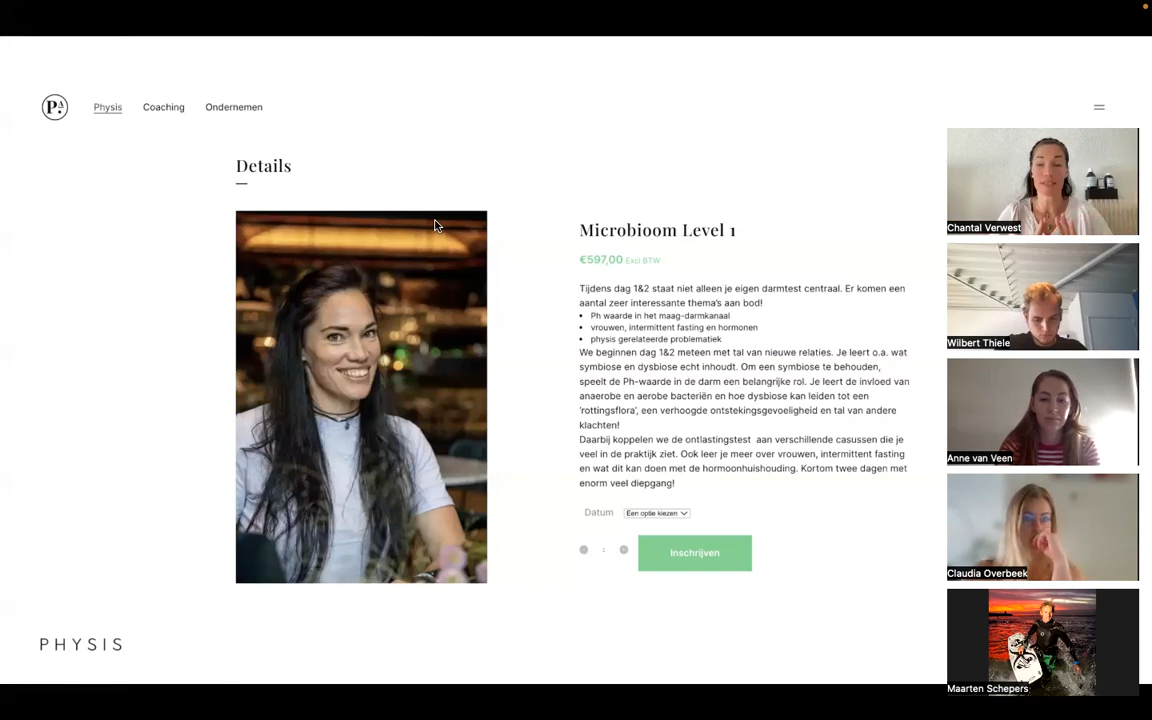 P.A
Physis
Coaching
Ondernemen
Details
Microbioom Level 1
€597,00 Excl BTW
Tijdens dag 1&2 staat niet alleen je eigen darmtest centraal. Er komen een
aantal zeer interessante thema's aan bod!
• Ph waarde in het maag-darmkanaal
• vrouwen, intermittent fasting en hormonen
• physis gerelateerde problematiek
We beginnen dag 1&2 meteen met tal van nieuwe relaties. Je leert o.a. wat
symbiose en dysbiose echt inhoudt. Om een symbiose te behouden,
speelt de Ph-waarde in de darm een belangrijke rol. Je leert de invloed van
anaerobe en aerobe bacteriën en hoe dysbiose kan leiden tot een
'rottingsflora', een verhoogde ontstekingsgevoeligheid en tal van andere
klachten!
Daarbij koppelen we de ontlastingstest aan verschillende casussen die je
veel in de praktijk ziet. Ook leer je meer over vrouwen, intermittent fasting
en wat dit kan doen met de hormoonhuishouding. Kortom twee dagen met
enorm veel diepgang!
Datum
Een optie kiezen
Inschrijven
PHYSIS
Chantal Verwest
Wilbert Thiele
Anne van Veen
Claudia Overbeek
Maarten Schepers